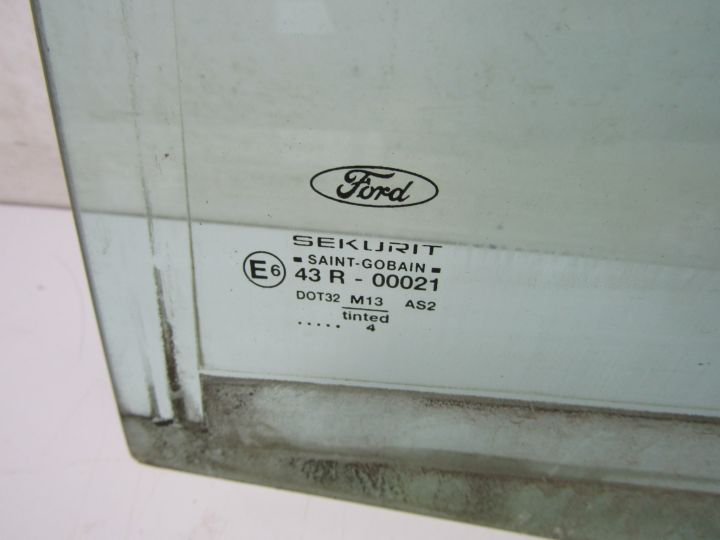 Ford
SEKURIT
▪ SAINT-GOBAIN ▪
E6 43 R - 00021
DOT32 M13 AS2
tinted
..... 4